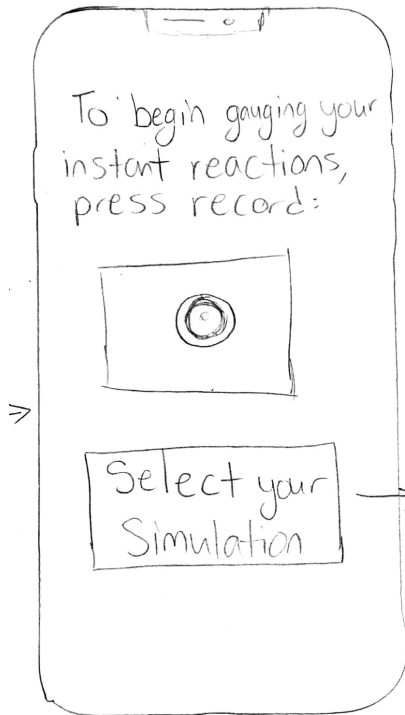 To begin gauging your
instant reactions,
press record:
Select your
Simulation